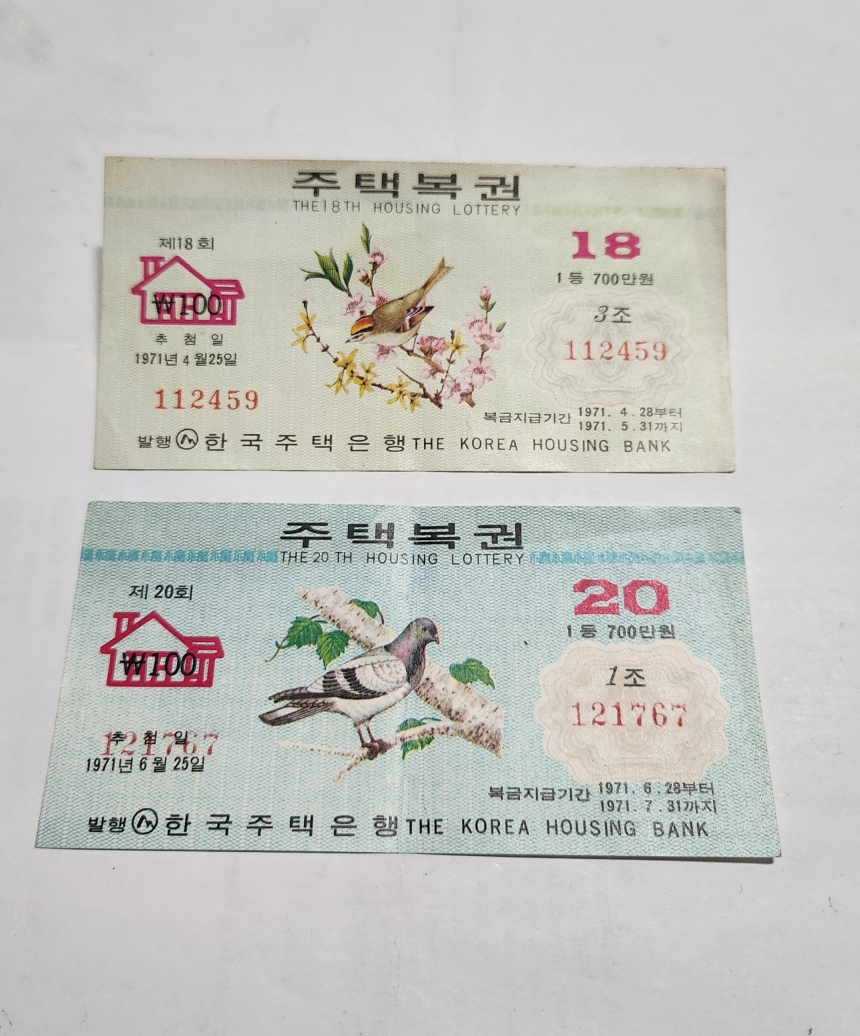 주택복권
THE 18TH HOUSING LOTTERY
제18회
18
₩100
1등 700만원
3조
추 첨 일
112459
1971년 4월25일
112459
복금지급기간 1971. 4.28부터
1971. 5.31까지
발행 한국주택은행 THE KOREA HOUSING BANK
주택복권
THE 20TH HOUSING LOTTERY
제20회
20
₩100
1등 700만원
1조
121767
추 첨 일
121767
1971년 6월 25일
복금지급기간 1971. 6.28부터
1971. 7.31까지
발행 한국주택은행 THE KOREA HOUSING BANK